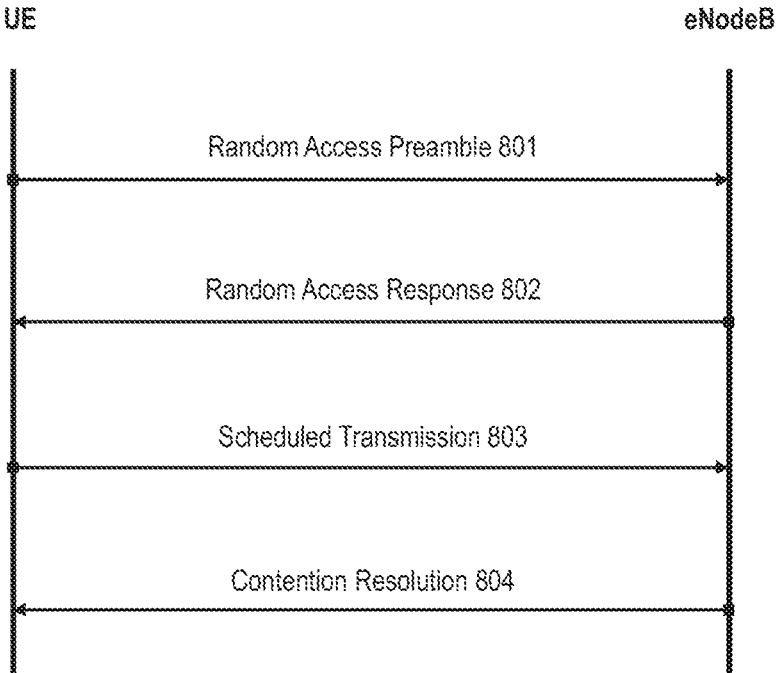 UE
eNodeB
Random Access Preamble 801
Random Access Response 802
Scheduled Transmission 803
Contention Resolution 804